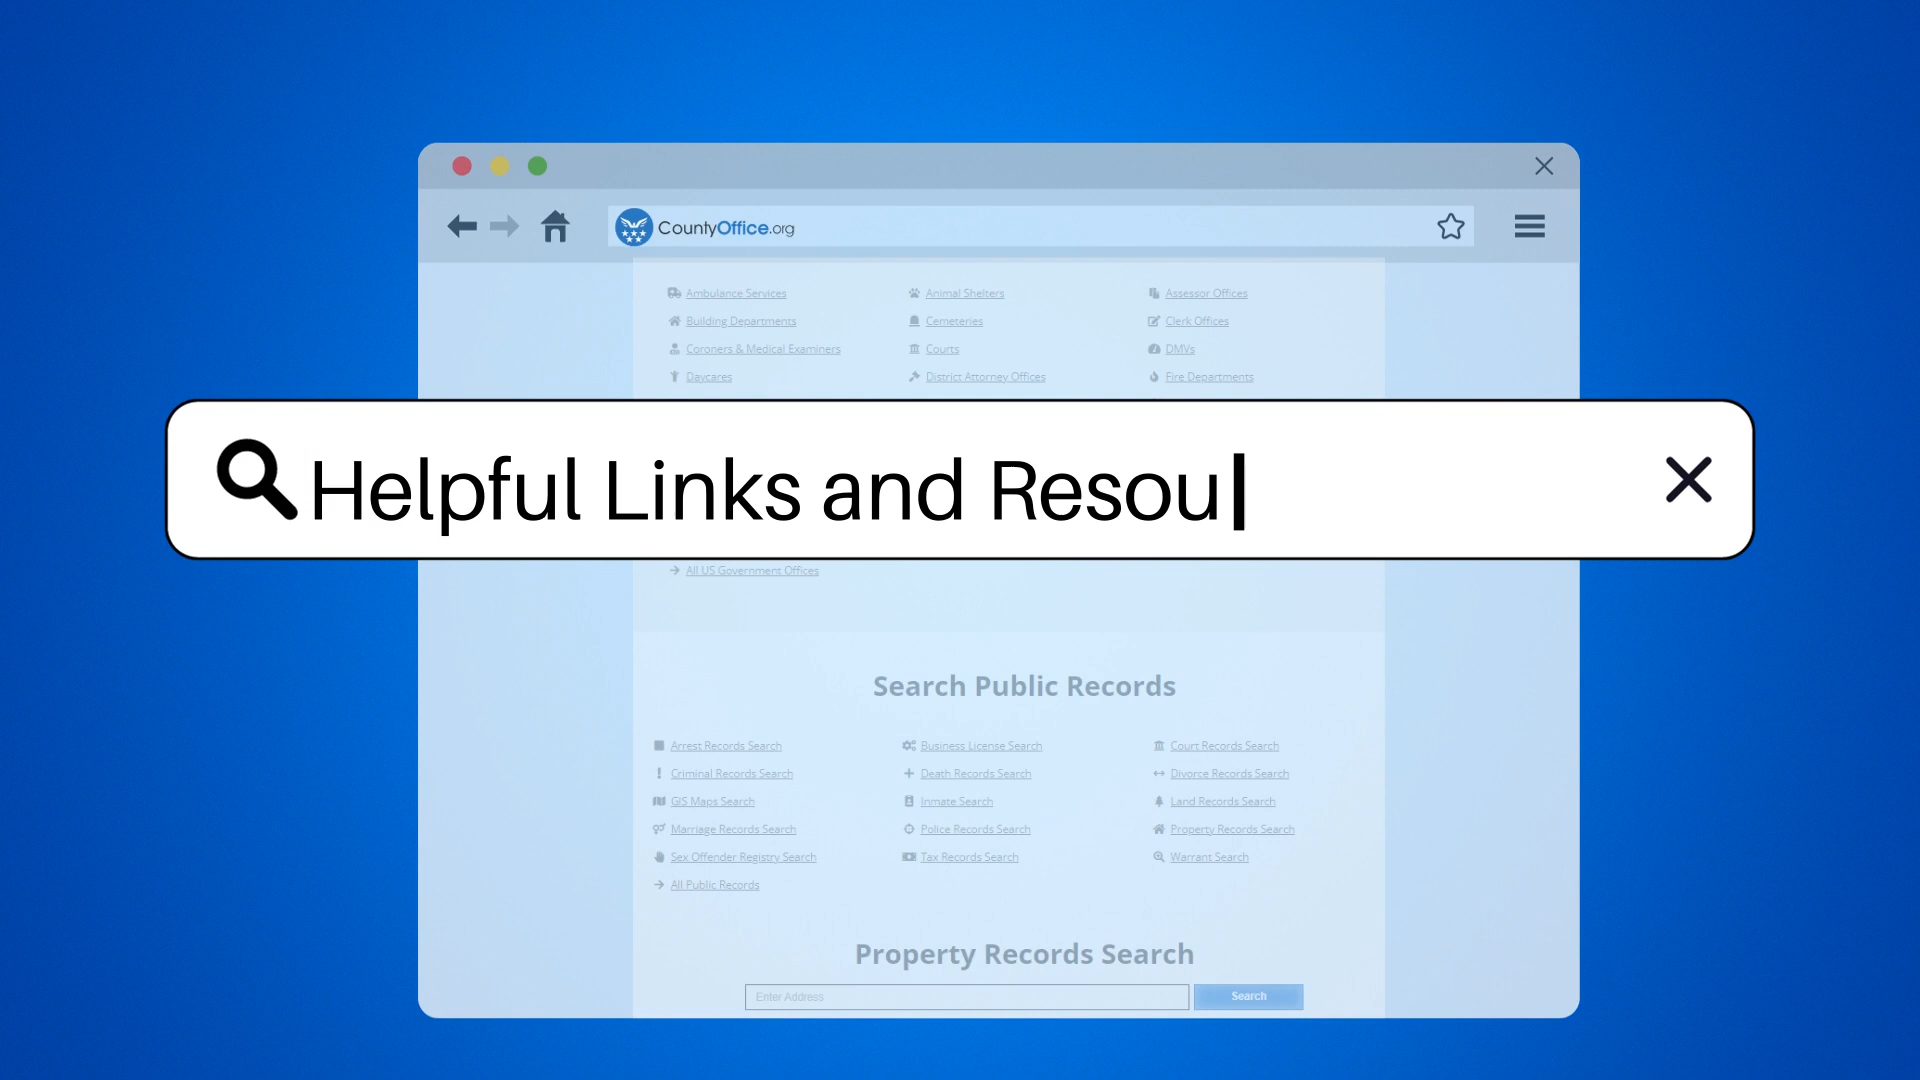 CountyOffice.org
Ambulance Services Animal Shelters Assessor Offices
Building Departments Cemeteries Clerk Offices
Coroners & Medical Examiners Courts DMVs
Daycares District Attorney Offices Fire Departments
Helpful Links and Resou
All US Government Offices
Search Public Records
Arrest Records Search Business License Search Court Records Search
Criminal Records Search Death Records Search Divorce Records Search
GIS Maps Search Inmate Search Land Records Search
Marriage Records Search Police Records Search Property Records Search
Sex Offender Registry Search Tax Records Search Warrant Search
All Public Records
Property Records Search
Enter Address Search